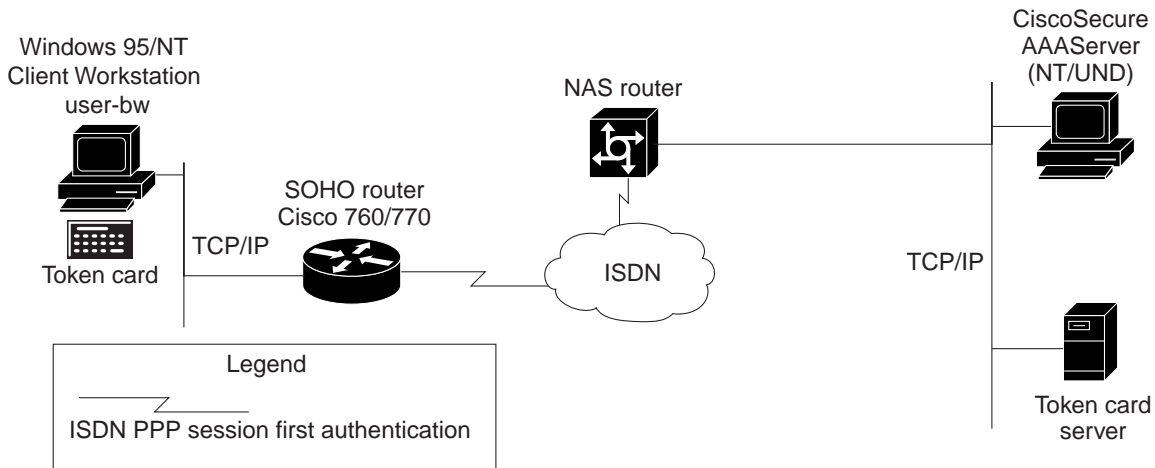 Windows 95/NT
Client Workstation
user-bw
Token card
TCP/IP
SOHO router
Cisco 760/770
NAS router
ISDN
TCP/IP
CiscoSecure
AAAServer
(NT/UND)
Token card
server
Legend
ISDN PPP session first authentication